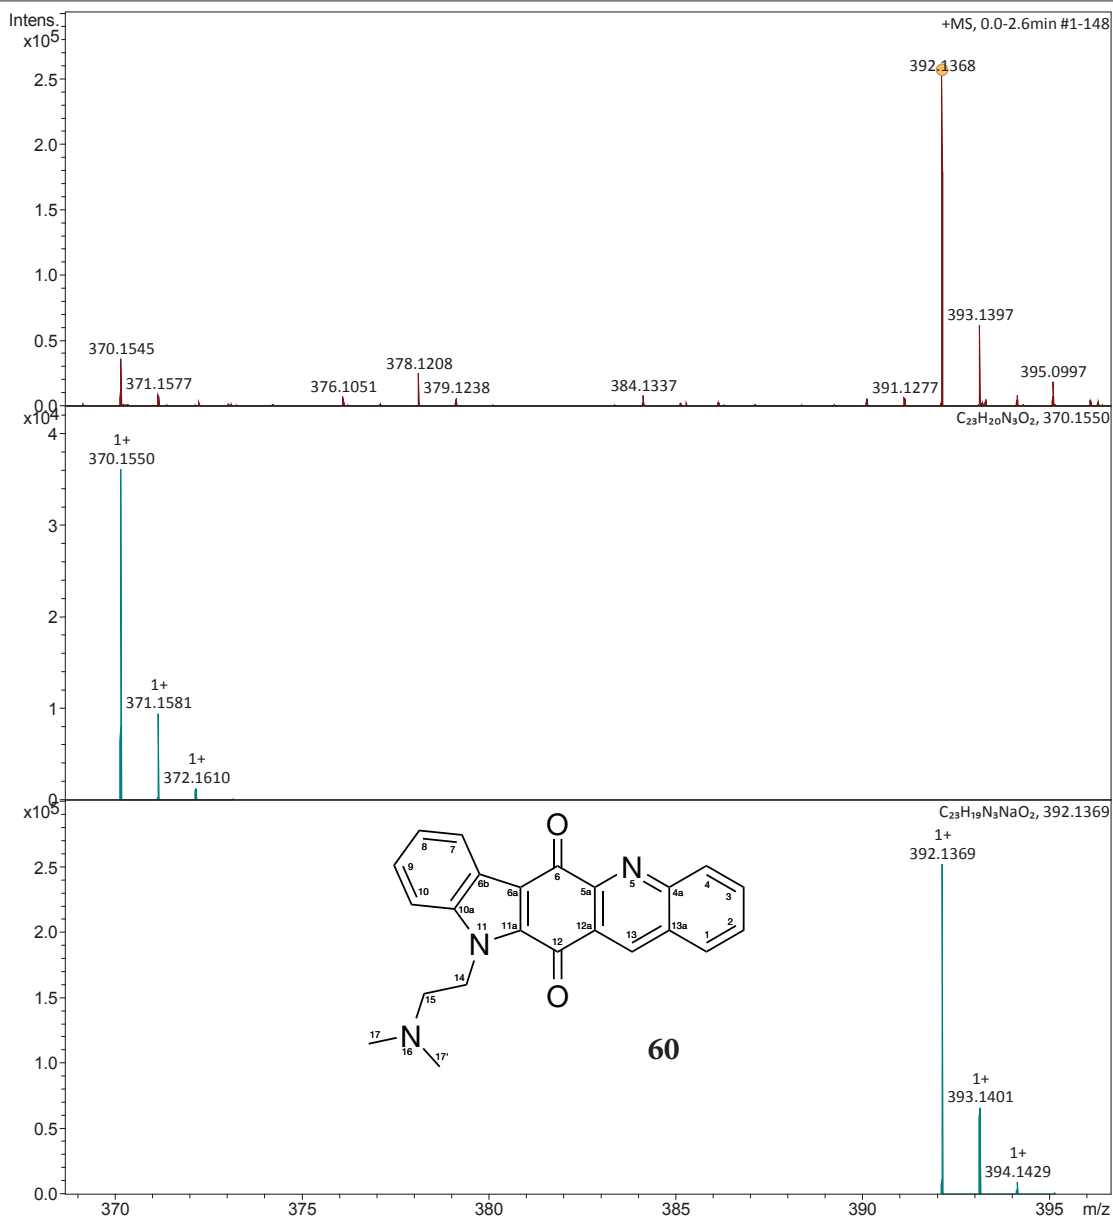 Intens.
x10⁵
+MS, 0.0-2.6min #1-148
392.1368
2.5
2.0
1.5
1.0
393.1397
0.5
370.1545
378.1208
371.1577
376.1051
379.1238
384.1337
391.1277
395.0997
0.0
x10⁴
C₂₃H₂₀N₃O₂, 370.1550
4
1+
370.1550
3
2
1+
371.1581
1
1+
372.1610
0
x10⁵
C₂₃H₁₉N₃NaO₂, 392.1369
1+
392.1369
2.5
2.0
1.5
1.0
0.5
0.0
O
8 7 6 N 5 4
9 6b 6a 5a 4a 3
10 10a 11a 12a 13 13a 2
11 N 12 1
14 O
15
17 N 16 17'
60
1+
393.1401
1+
394.1429
370 375 380 385 390 395 m/z